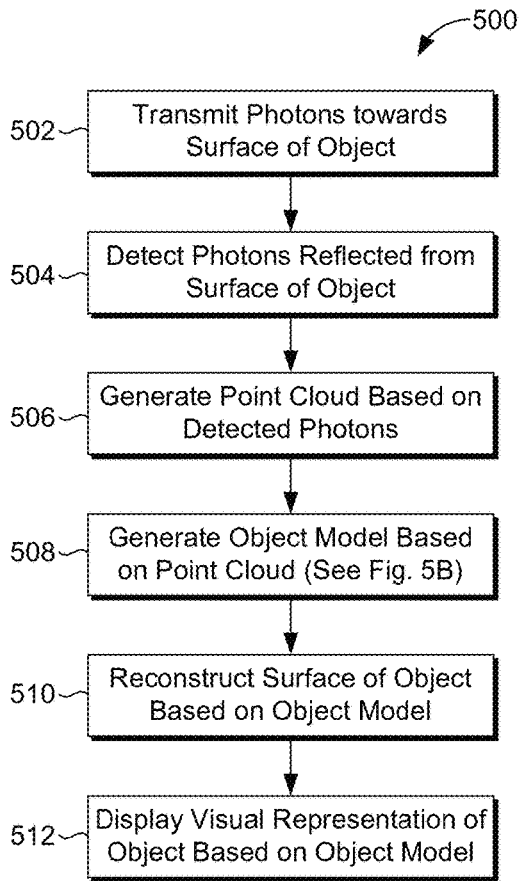 500
502
Transmit Photons towards
Surface of Object
504
Detect Photons Reflected from
Surface of Object
506
Generate Point Cloud Based on
Detected Photons
508
Generate Object Model Based
on Point Cloud (See Fig. 5B)
510
Reconstruct Surface of Object
Based on Object Model
512
Display Visual Representation of
Object Based on Object Model